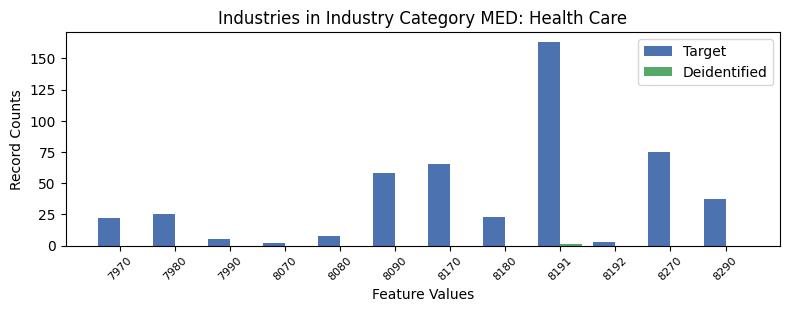 Industries in Industry Category MED: Health Care
Target
Deidentified
Record Counts
150
125
100
75
50
25
0
7970 7980 7990 8070 8080 8090 8170 8180 8191 8192 8270 8290
Feature Values